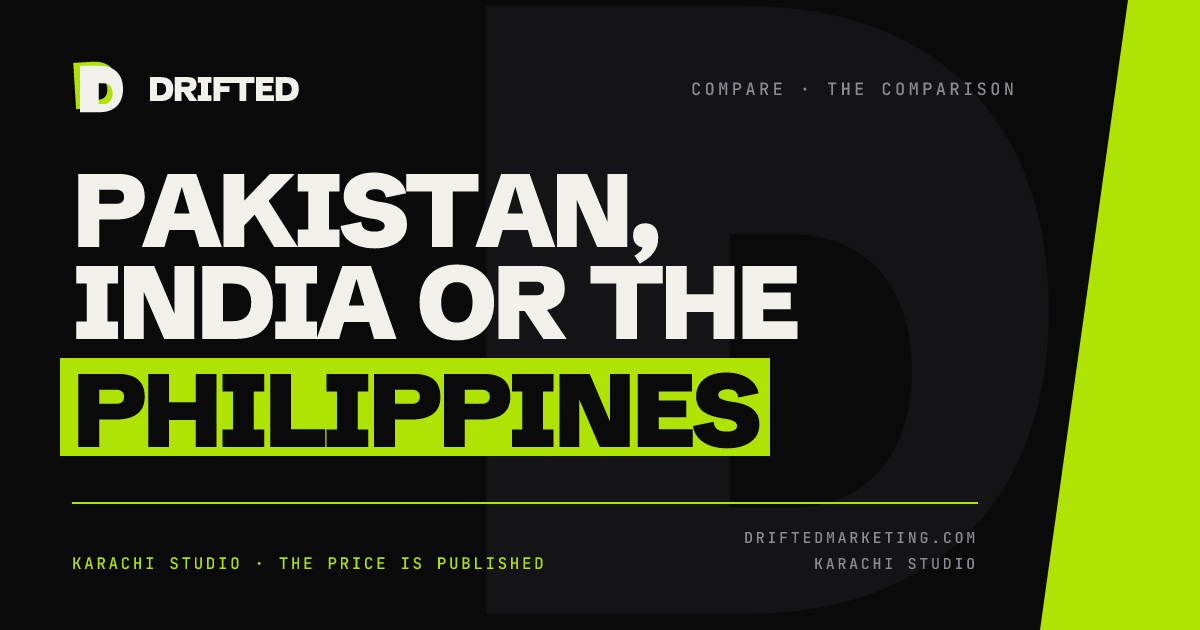 DRIFTED
COMPARE · THE COMPARISON
PAKISTAN,
INDIA OR THE
PHILIPPINES
DRIFTEDMARKETING.COM
KARACHI STUDIO · THE PRICE IS PUBLISHED
KARACHI STUDIO